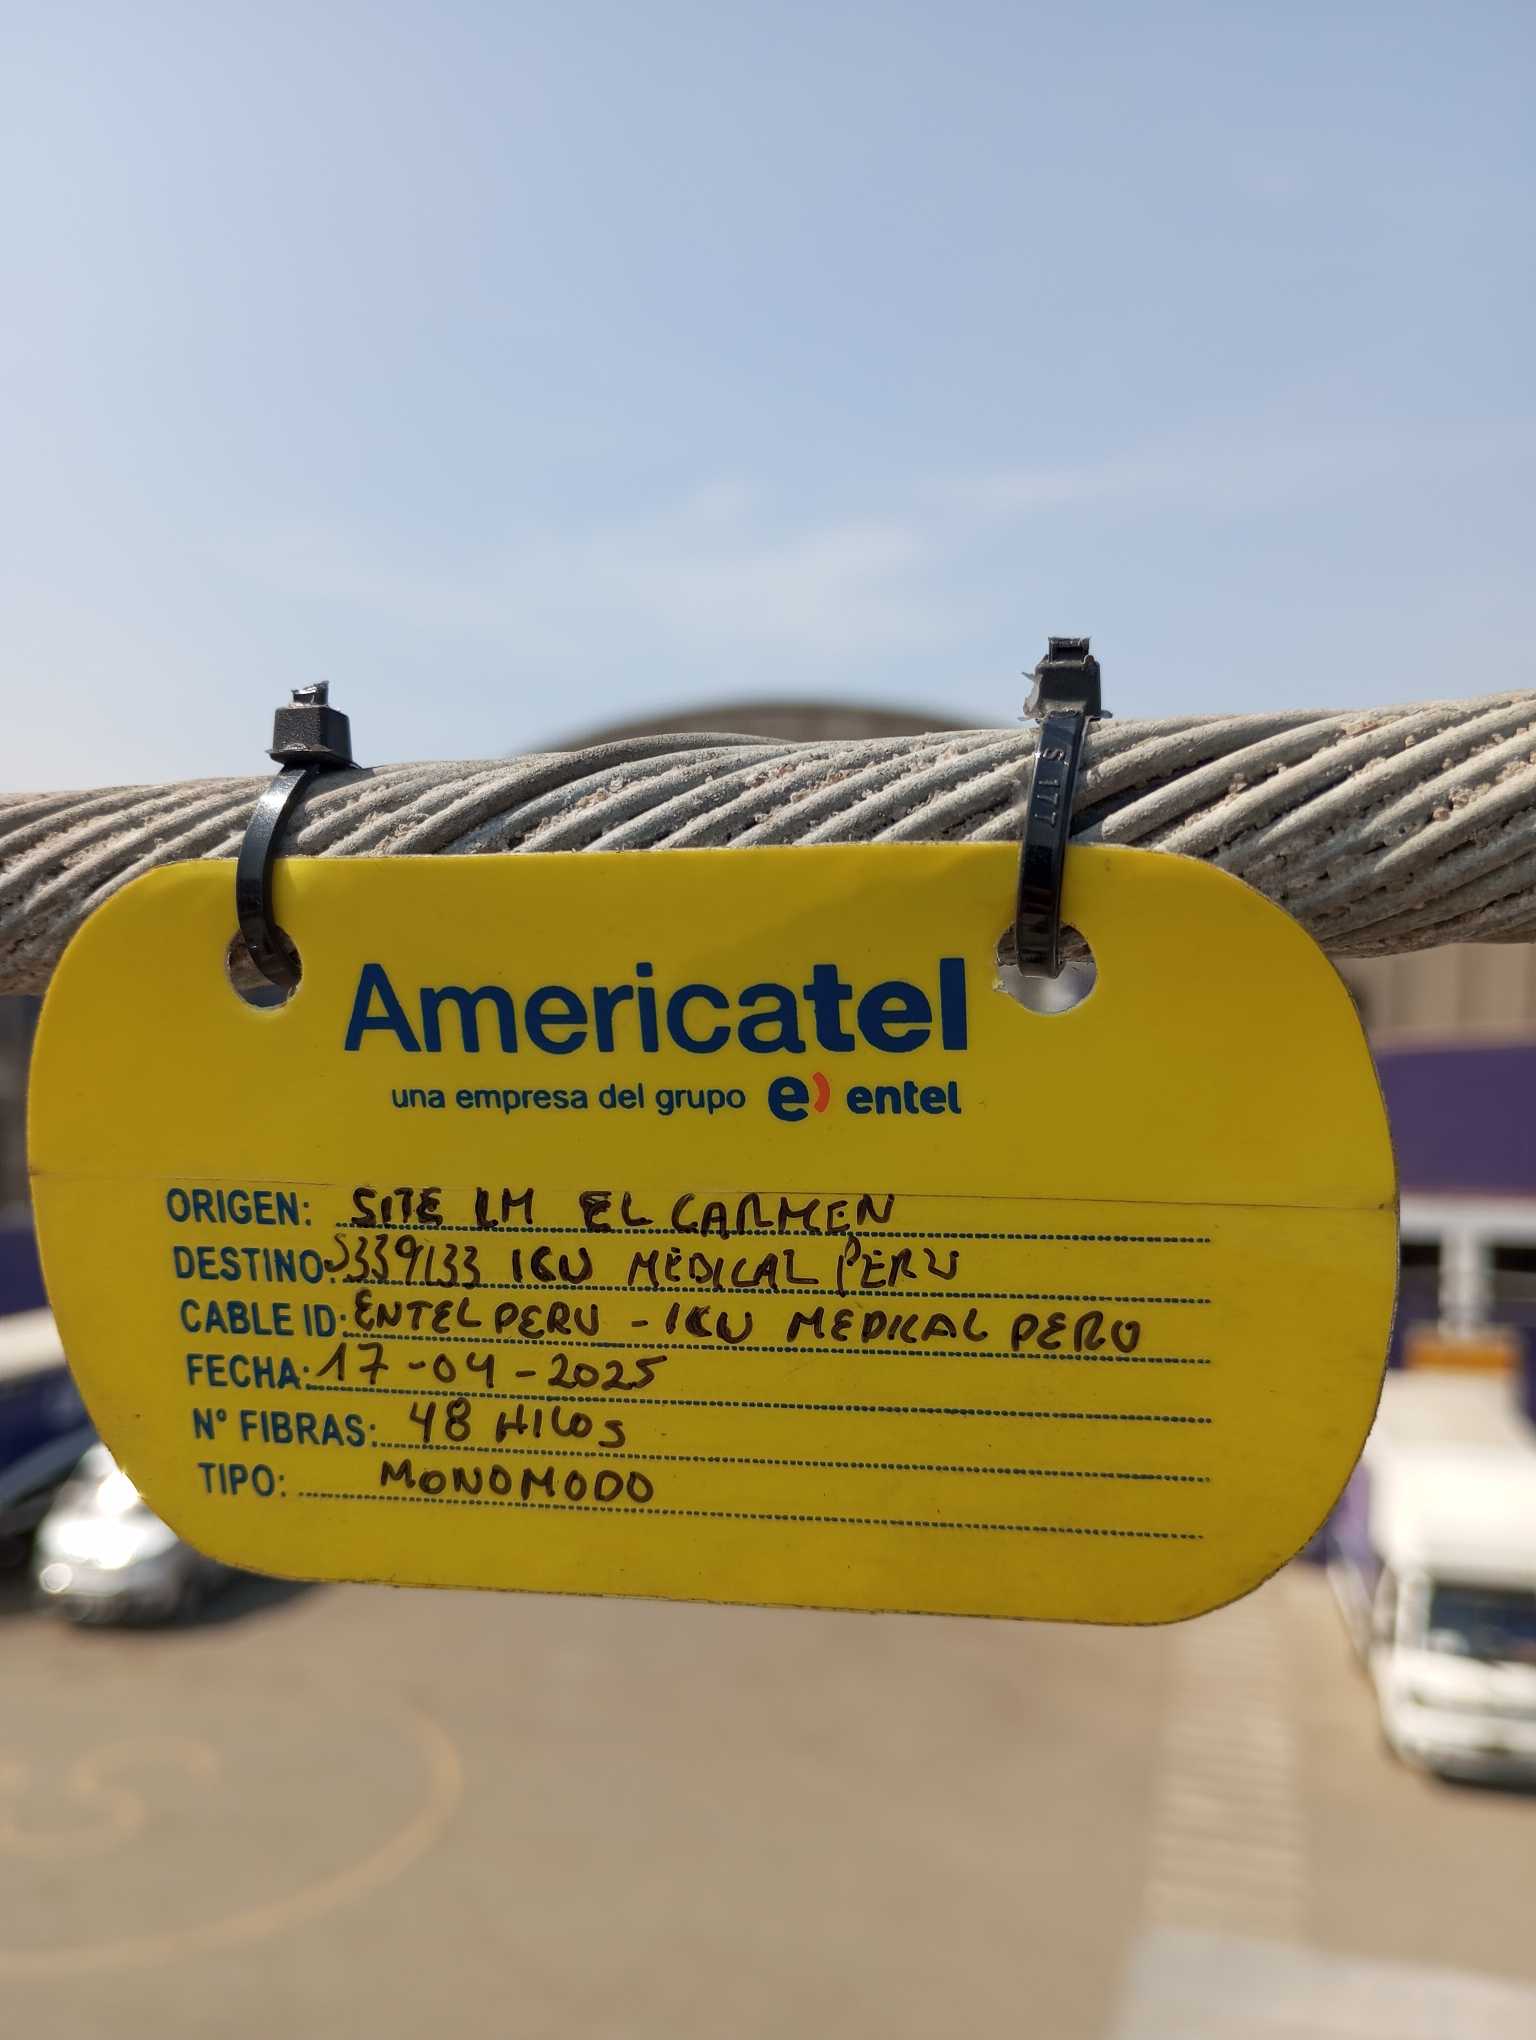 Americatel
una empresa del grupo e) entel
ORIGEN: SITE LM EL CARMEN
DESTINO: S339133 ICU MEDICAL PERU
CABLE ID: ENTEL PERU - ICU MEDICAL PERU
FECHA: 17-04-2025
N° FIBRAS: 48 HILOS
TIPO: MONOMODO